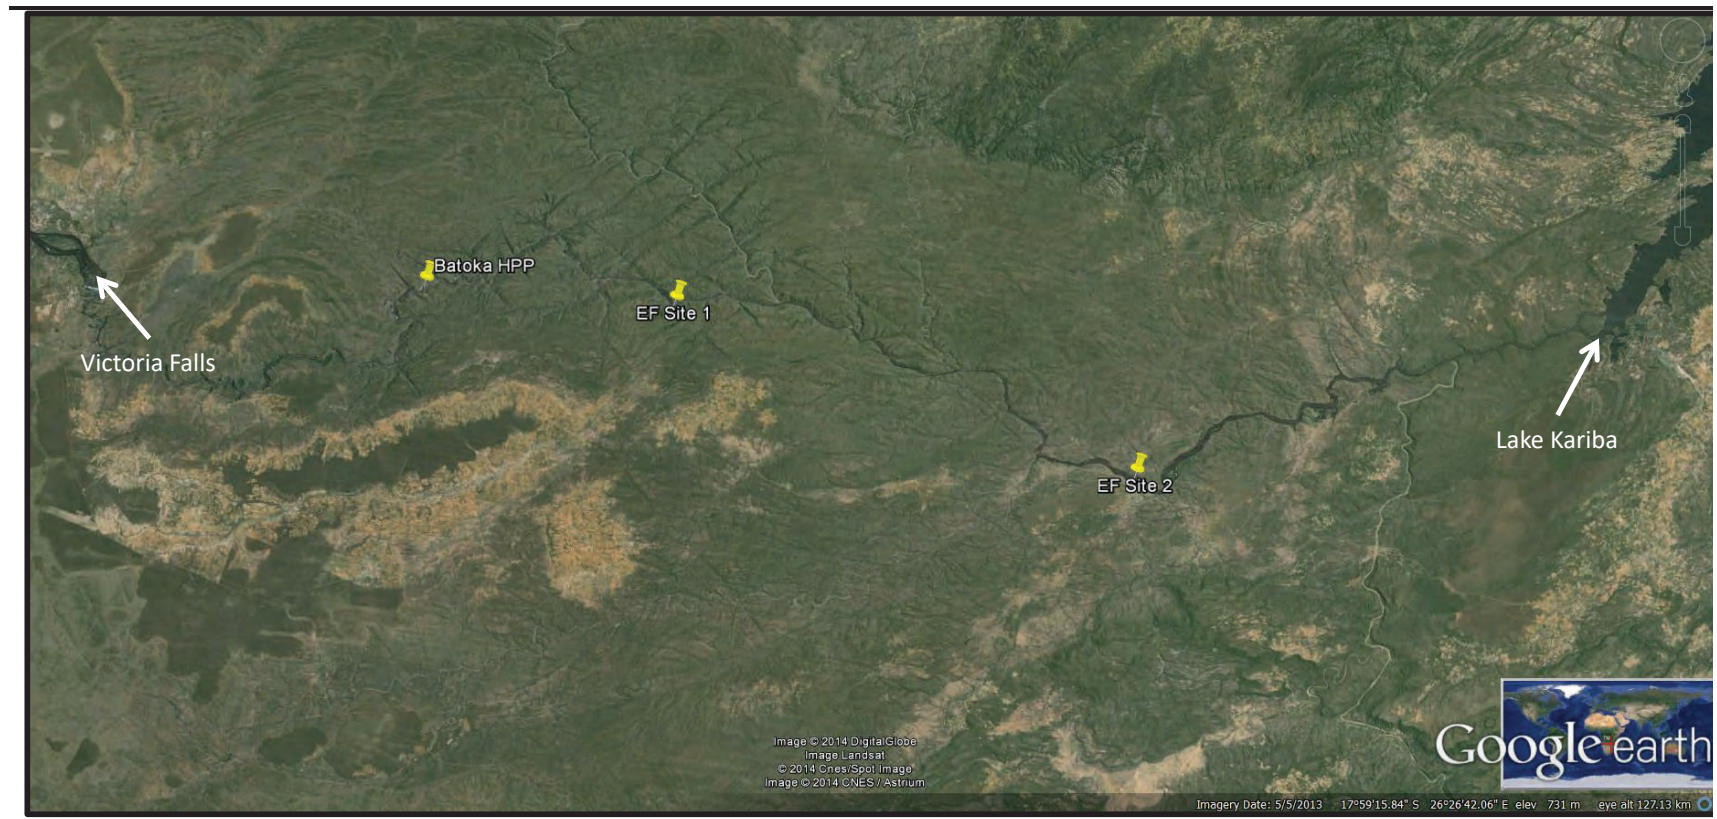 Batoka HPP
EF Site 1
Victoria Falls
Lake Kariba
EF Site 2
Image © 2014 DigitalGlobe
Image Landsat
© 2014 Cnes/Spot Image
Image © 2014 CNES / Astrium
Google earth
Imagery Date: 5/5/2013 17°59'15.84" S 26°26'42.06" E elev 731 m eye alt 127.13 km